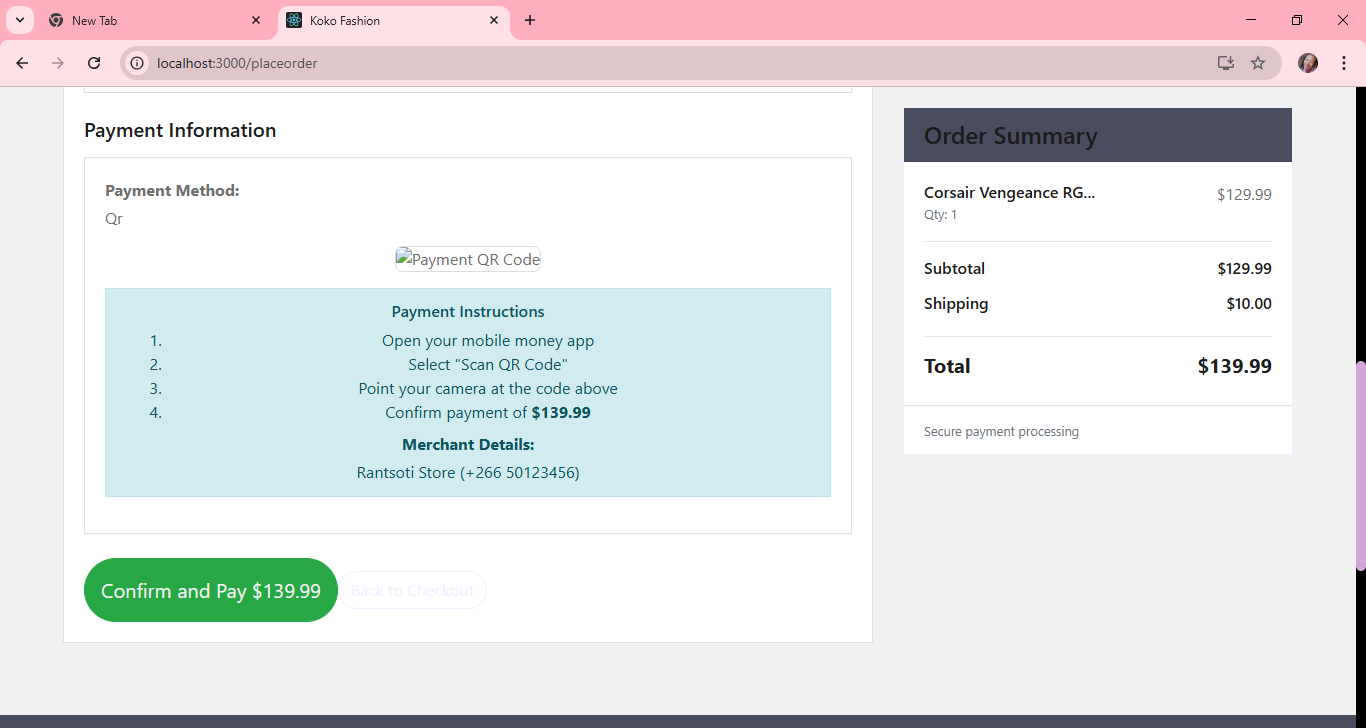 New Tab
Koko Fashion
localhost:3000/placeorder
Payment Information
Payment Method:
Qr
Payment QR Code
Payment Instructions
1. Open your mobile money app
2. Select "Scan QR Code"
3. Point your camera at the code above
4. Confirm payment of $139.99
Merchant Details:
Rantsoti Store (+266 50123456)
Confirm and Pay $139.99
Back to Checkout
Order Summary
Corsair Vengeance RG... $129.99
Qty: 1
Subtotal $129.99
Shipping $10.00
Total $139.99
Secure payment processing